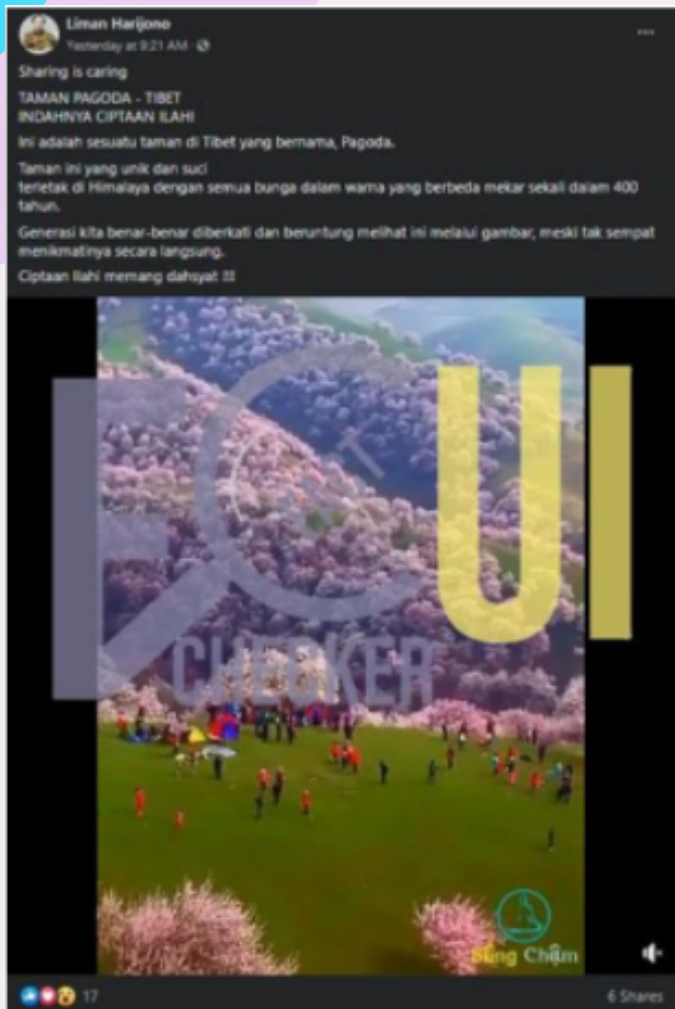 Liman Harijono
Yesterday at 9:21 AM ·
Sharing is caring
TAMAN PAGODA - TIBET
INDAHNYA CIPTAAN ILAHI
Ini adalah sesuatu taman di Tibet yang bernama, Pagoda.
Taman ini yang unik dan suci
terletak di Himalaya dengan semua bunga dalam warna yang berbeda mekar sekali dalam 400
tahun.
Generasi kita benar-benar diberkati dan beruntung melihat ini melalui gambar, meski tak sempat
menikmatinya secara langsung.
Ciptaan Ilahi memang dahsyat !!!
UI
CHECKER
Sống Chậm
17
6 Shares